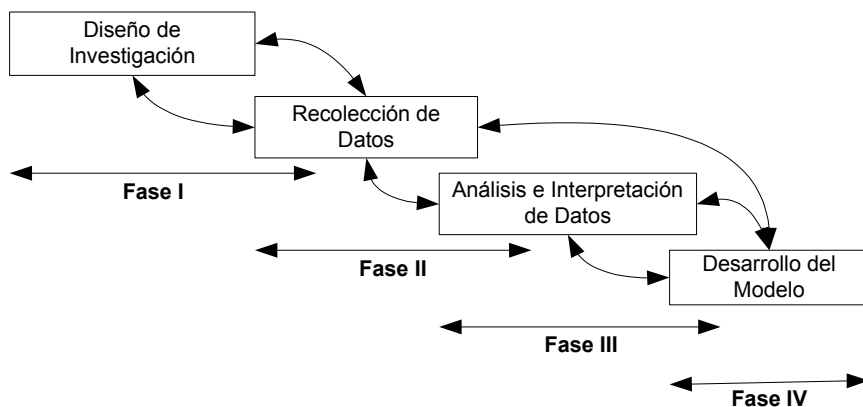 Diseño de
Investigación
Recolección de
Datos
Fase I
Análisis e Interpretación
de Datos
Fase II
Desarrollo del
Modelo
Fase III
Fase IV